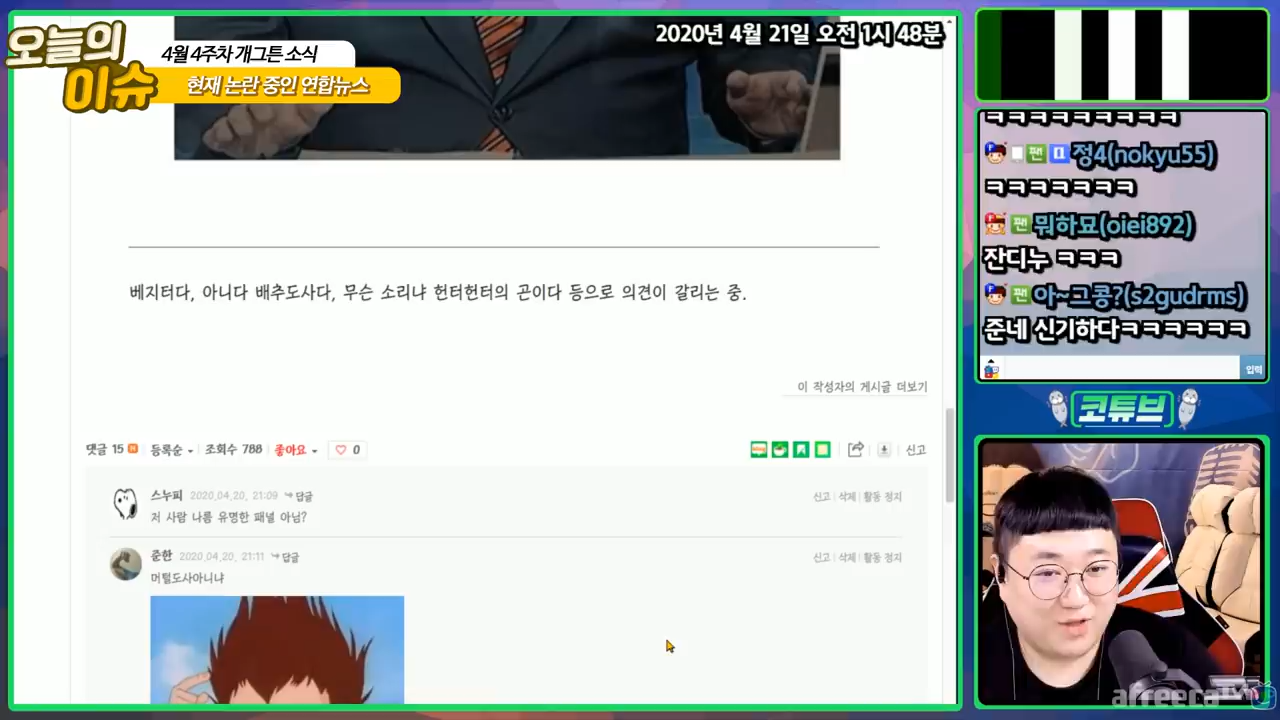 오늘의
이슈
4월 4주차 개그튼 소식
현재 논란 중인 연합뉴스
2020년 4월 21일 오전 1시 48분
베지터다, 아니다 배추도사다, 무슨 소리냐 헌터헌터의 곤이다 등으로 의견이 갈리는 중.
이 작성자의 게시글 더보기
댓글 15 N 등록순 조회수 788 좋아요 0
신고
스누피 2020.04.20. 21:09 답글
신고 | 삭제 | 활동 정지
저 사람 나름 유명한 패널 아님?
준한 2020.04.20. 21:11 답글
신고 | 삭제 | 활동 정지
머털도사아니냐
ㅋㅋㅋㅋㅋㅋㅋㅋㅋ
팬 정4(nokyu55)
ㅋㅋㅋㅋㅋㅋㅋ
팬 뭐하묘(oiei892)
잔디누 ㅋㅋㅋ
팬 아~그콩?(s2gudrms)
준네 신기하다ㅋㅋㅋㅋㅋㅋ
입력
코튜브
afreecaTV